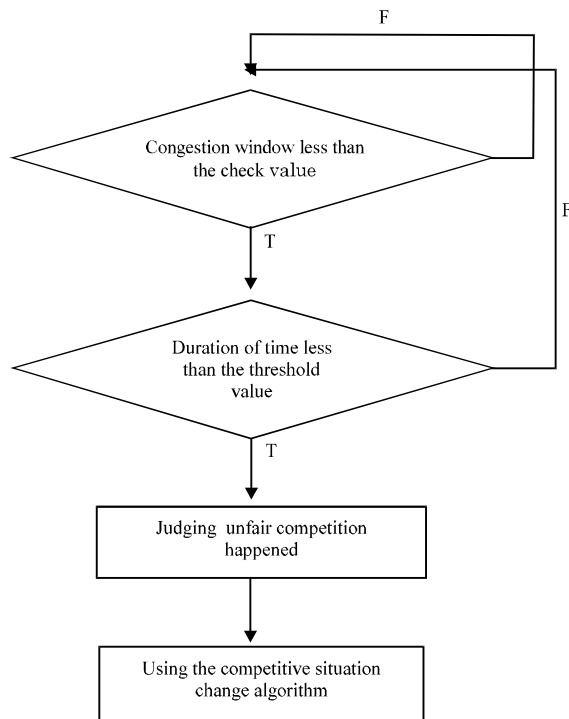 F
Congestion window less than
the check value
T
F
Duration of time less
than the threshold
value
T
Judging unfair competition
happened
Using the competitive situation
change algorithm